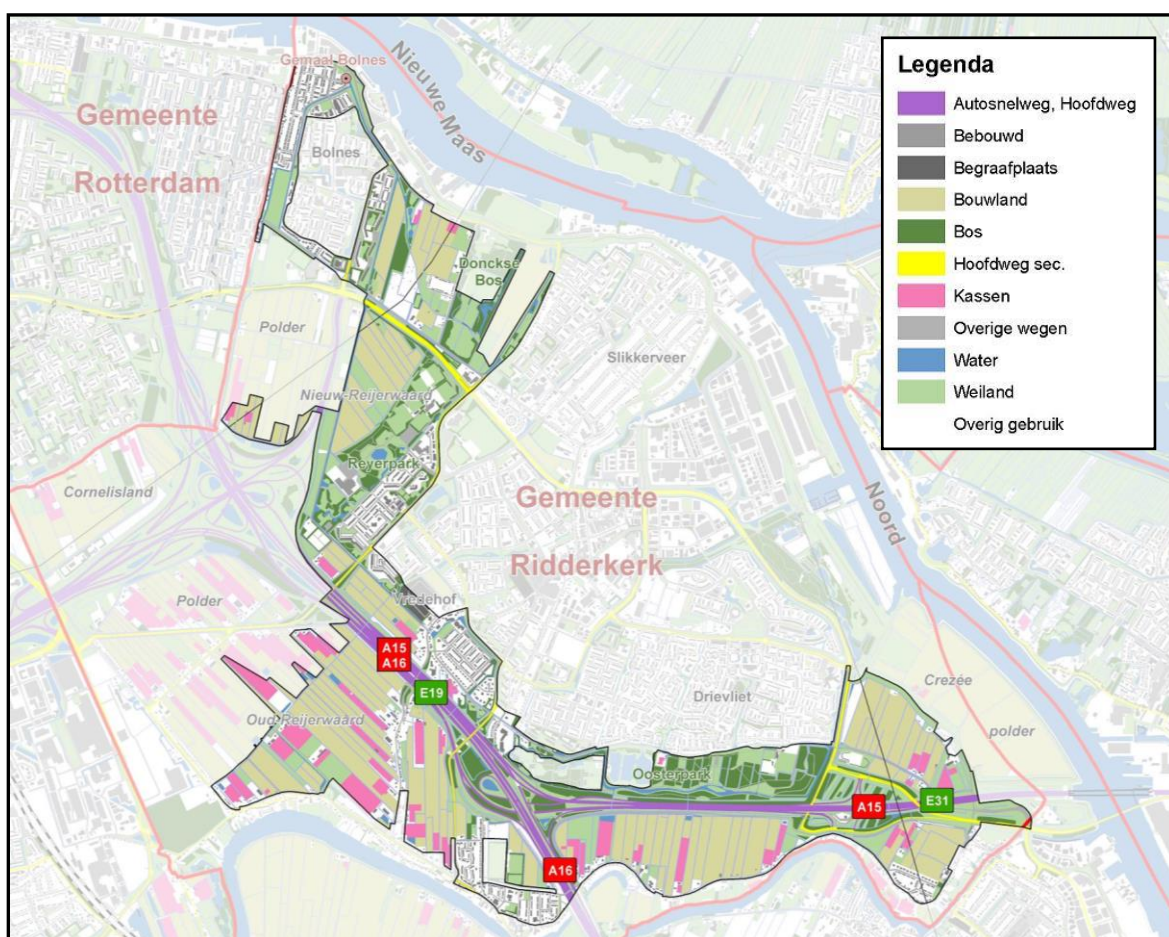 Gemaal Bolnes
Nieuwe Maas
Gemeente
Rotterdam
Bolnes
Donckse
Bos
Polder
Slikkerveer
Nieuw-Reijerwaard
Reyerpark
Cornelisland
Gemeente
Ridderkerk
Noord
Polder
Vredehof
A15
A16
E19
Oud-Reijerwaard
Drievliet
Crezée
polder
Oosterpark
A15
E31
A16
Legenda
Autosnelweg, Hoofdweg
Bebouwd
Begraafplaats
Bouwland
Bos
Hoofdweg sec.
Kassen
Overige wegen
Water
Weiland
Overig gebruik